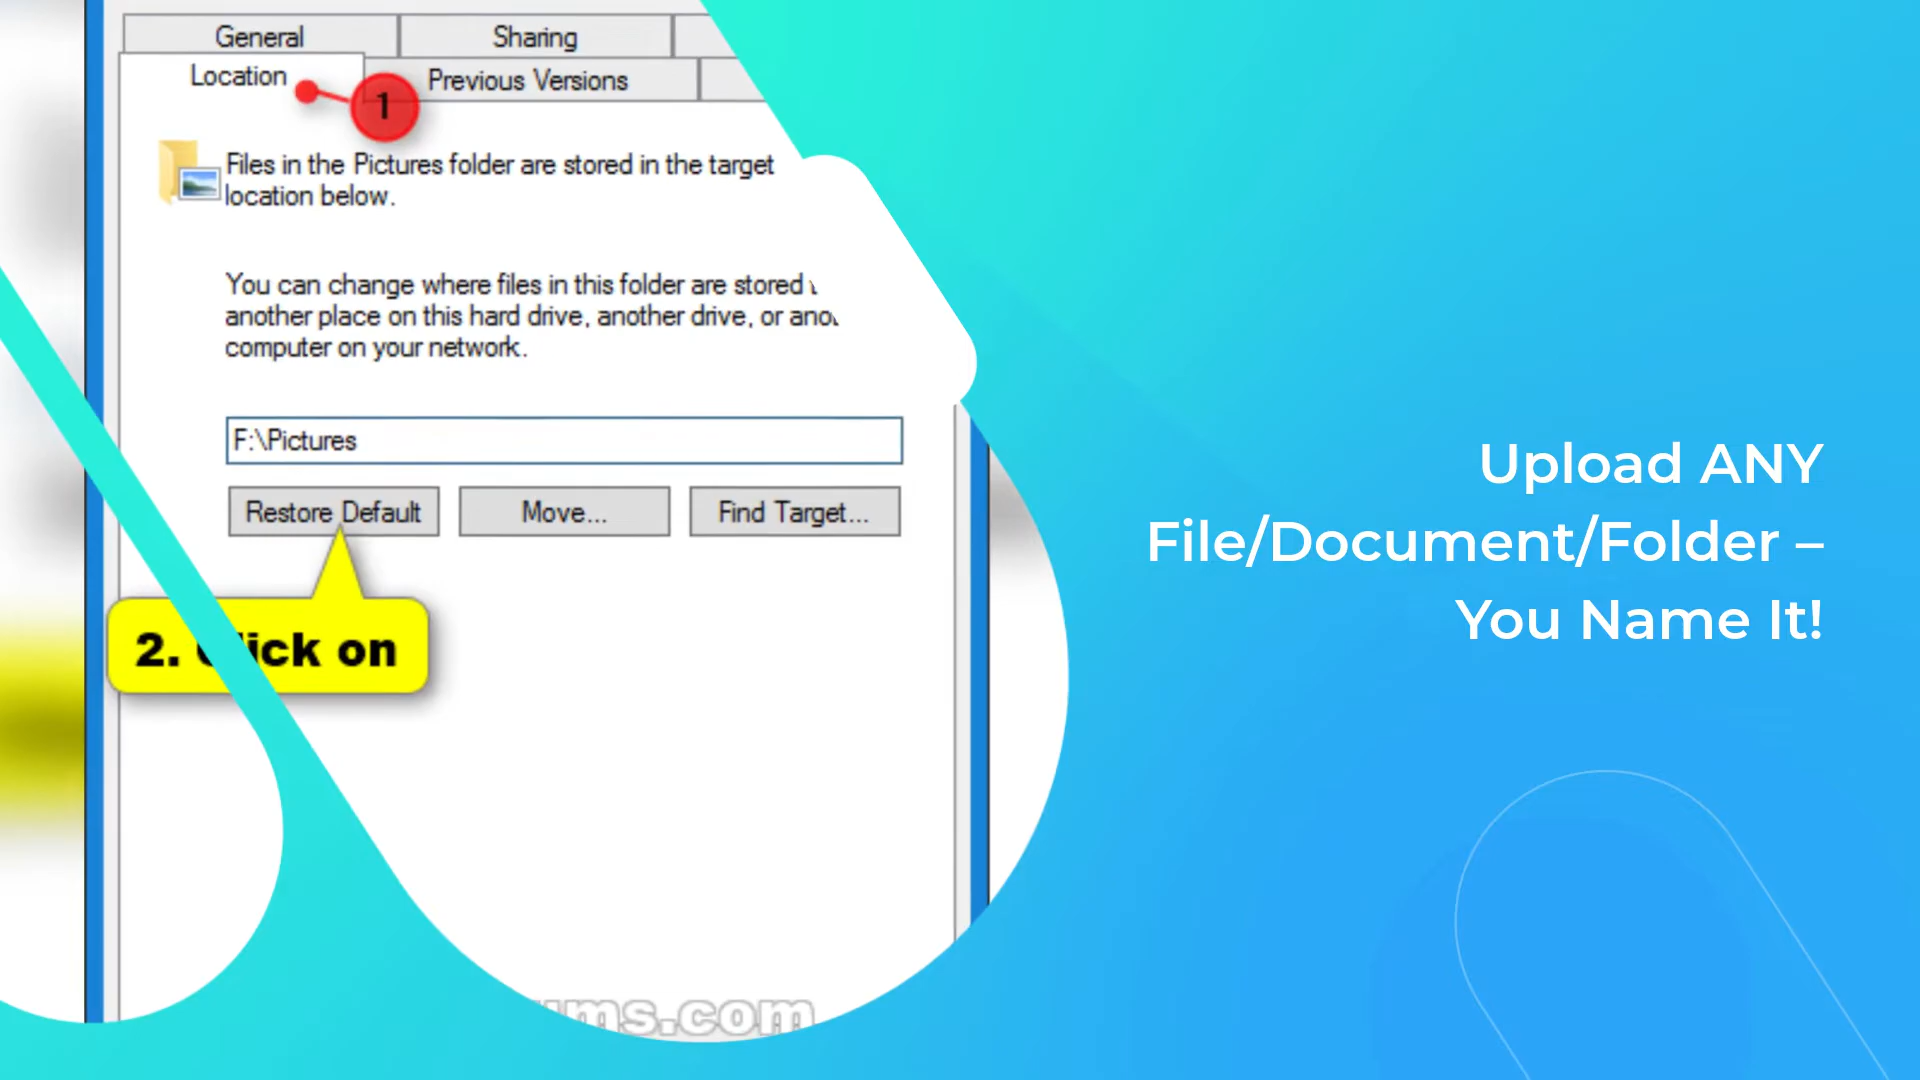 General
Sharing
Location
Previous Versions
1
Files in the Pictures folder are stored in the target
location below.
You can change where files in this folder are stored
another place on this hard drive, another drive, or
computer on your network.
F:\Pictures
Restore Default
Move...
Find Target...
2. Click on
Upload ANY
File/Document/Folder –
You Name It!